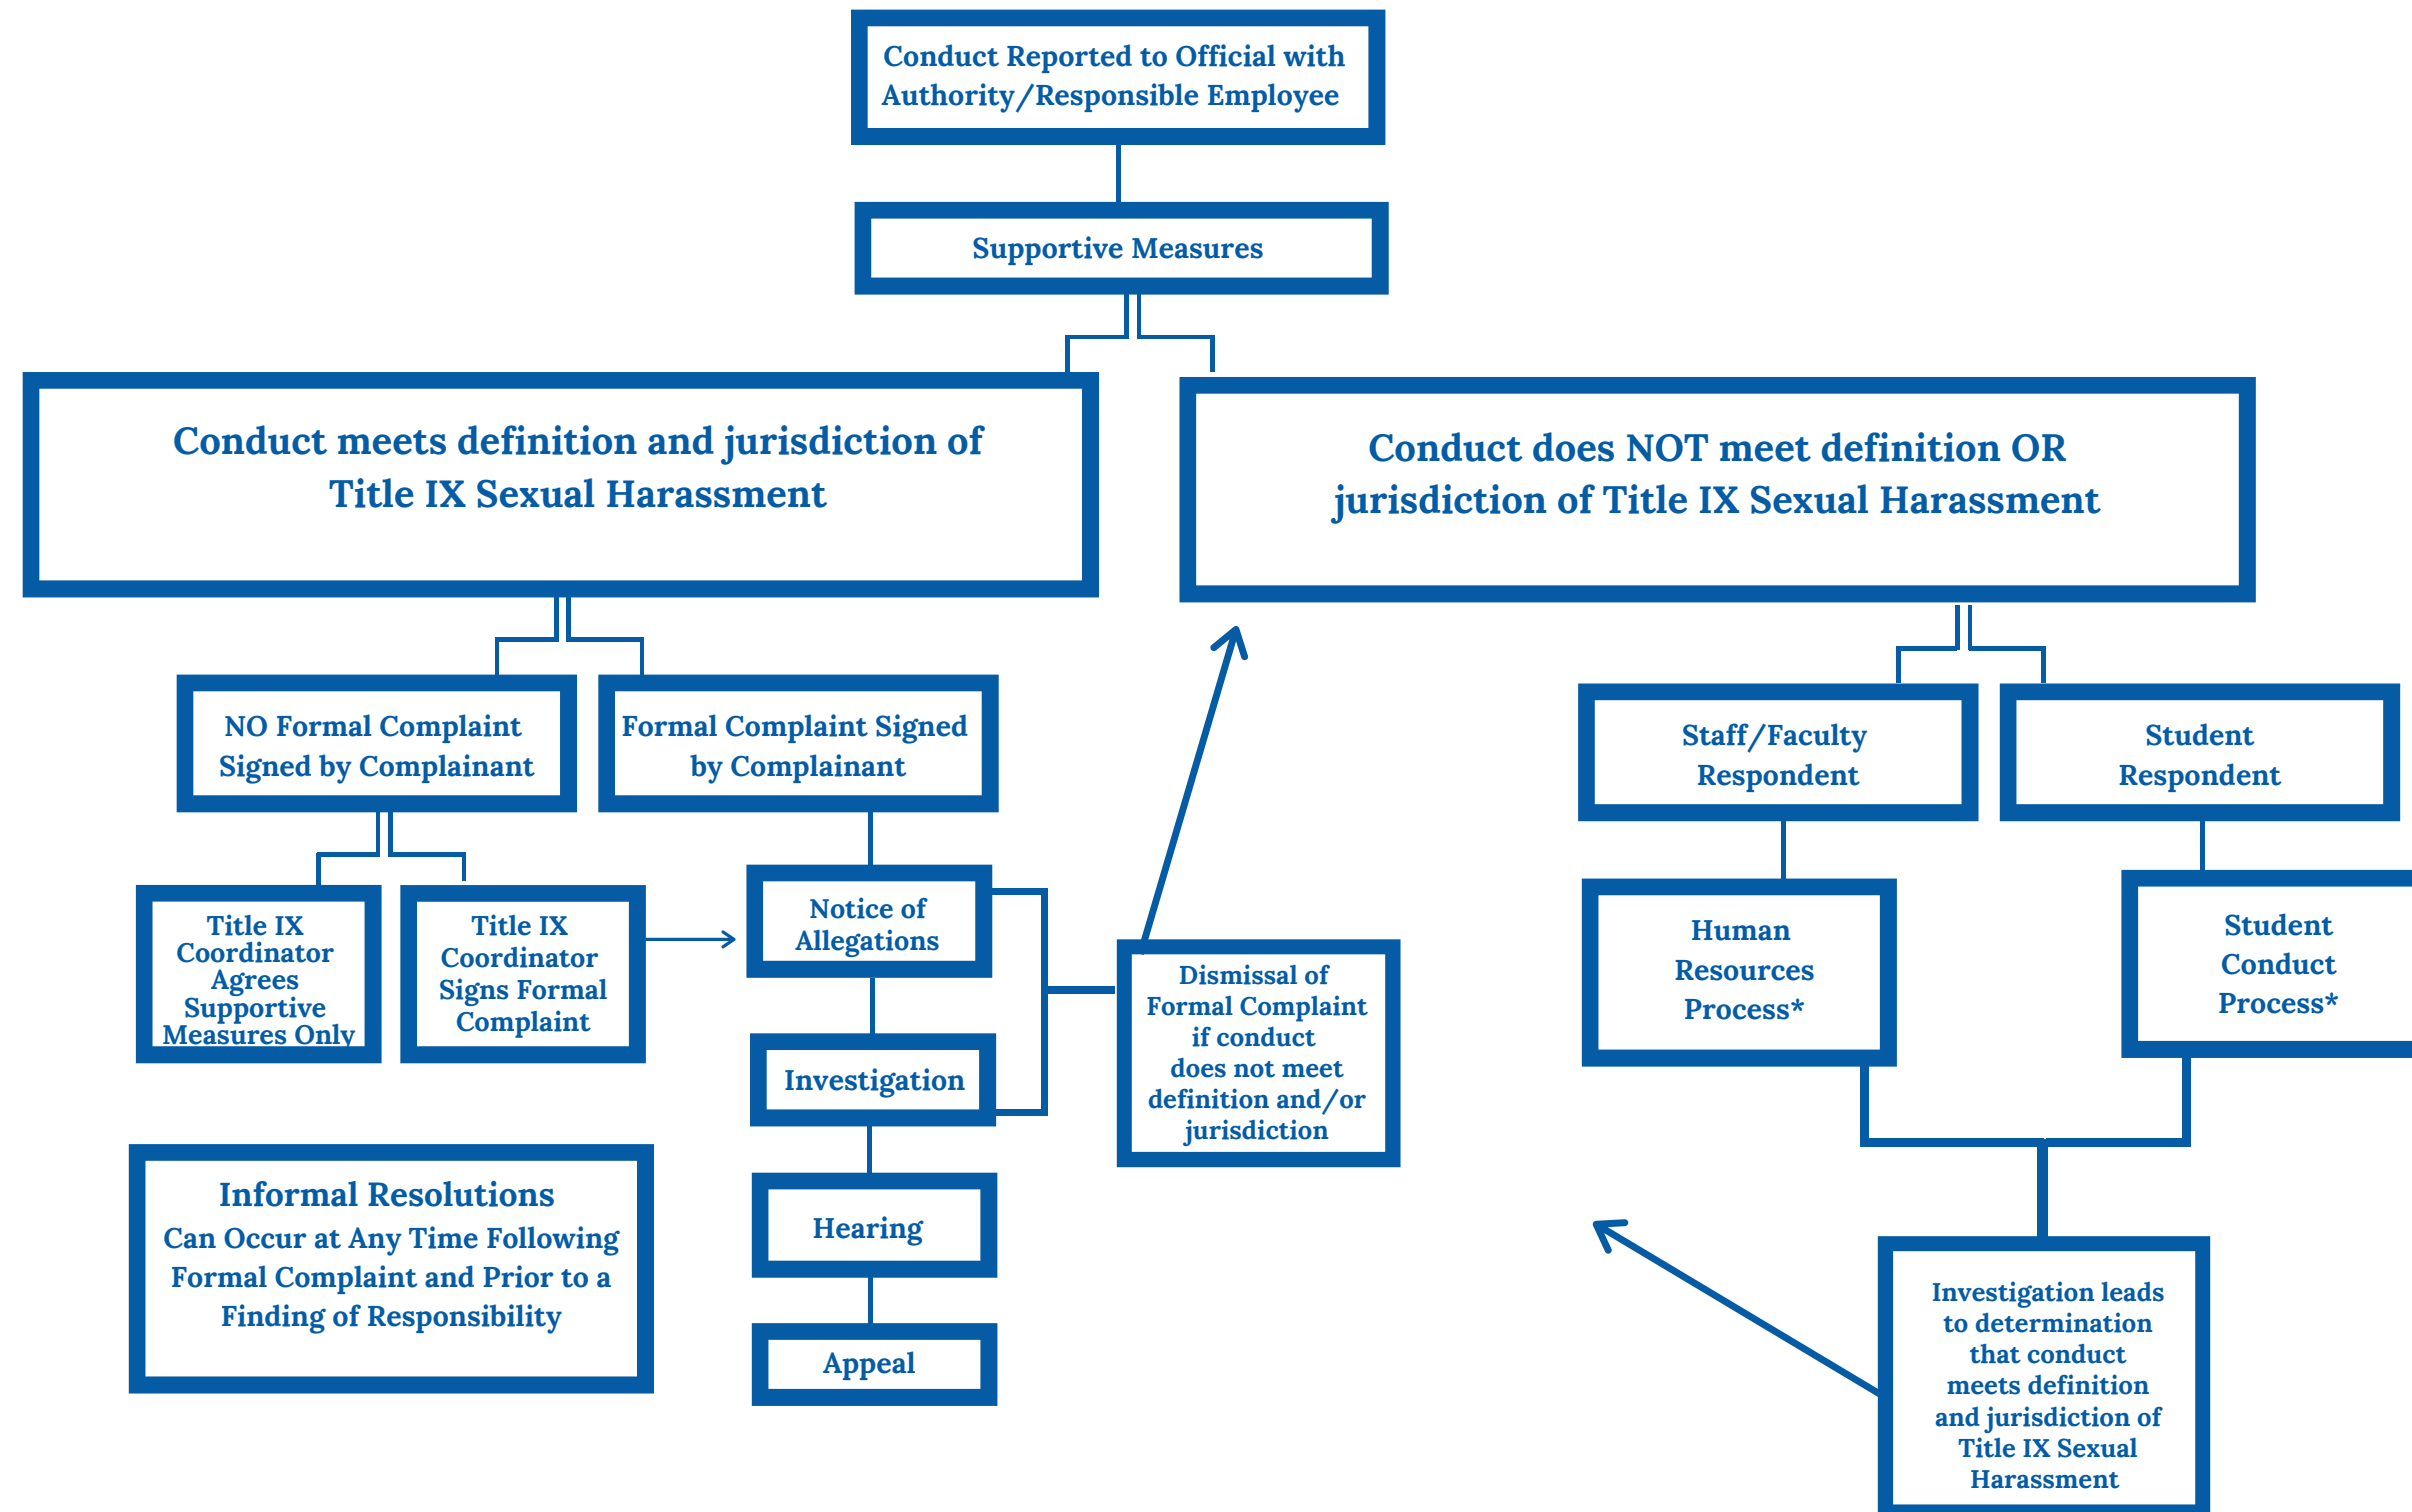 Conduct Reported to Official with
Authority/Responsible Employee
Supportive Measures
Conduct meets definition and jurisdiction of
Title IX Sexual Harassment
Conduct does NOT meet definition OR
jurisdiction of Title IX Sexual Harassment
NO Formal Complaint
Signed by Complainant
Formal Complaint Signed
by Complainant
Staff/Faculty
Respondent
Student
Respondent
Title IX
Coordinator
Agrees
Supportive
Measures Only
Title IX
Coordinator
Signs Formal
Complaint
Notice of
Allegations
Investigation
Hearing
Appeal
Dismissal of
Formal Complaint
if conduct
does not meet
definition and/or
jurisdiction
Human
Resources
Process*
Student
Conduct
Process*
Informal Resolutions
Can Occur at Any Time Following
Formal Complaint and Prior to a
Finding of Responsibility
Investigation leads
to determination
that conduct
meets definition
and jurisdiction of
Title IX Sexual
Harassment